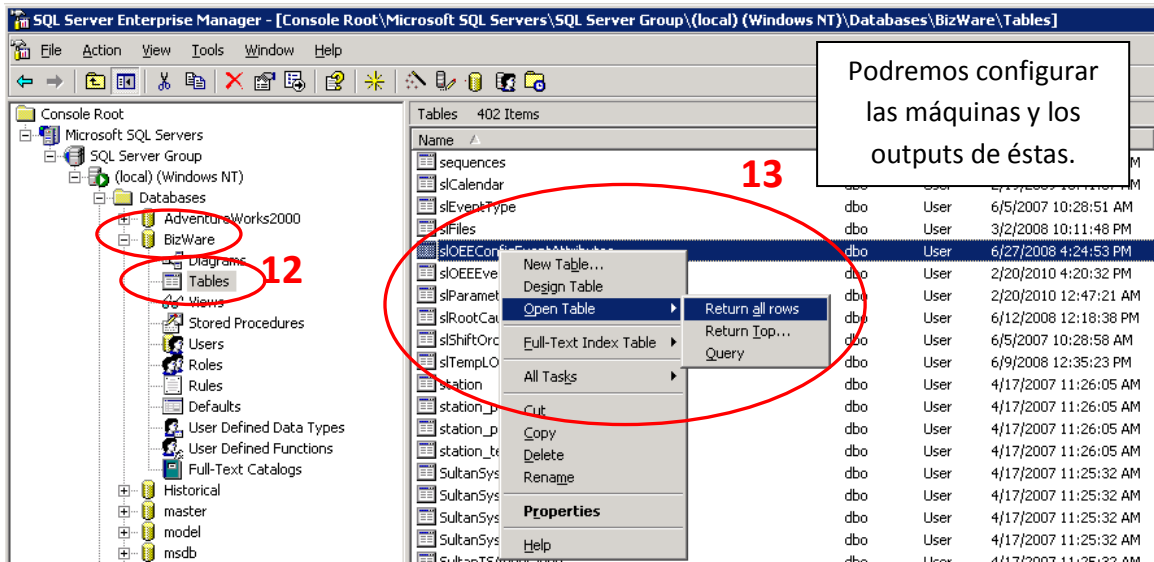 SQL Server Enterprise Manager - [Console Root\Microsoft SQL Servers\SQL Server Group\(local) (Windows NT)\Databases\BizWare\Tables]
File Action View Tools Window Help
Podremos configurar
las máquinas y los
outputs de éstas.
Console Root
Microsoft SQL Servers
SQL Server Group
(local) (Windows NT)
Databases
AdventureWorks2000
BizWare
Diagrams
Tables
12
Views
Stored Procedures
Users
Roles
Rules
Defaults
User Defined Data Types
User Defined Functions
Full-Text Catalogs
Historical
master
model
msdb
Tables 402 Items
Name
13
sequences
slCalendar dbo User
slEventType dbo User 6/5/2007 10:28:51 AM
slFiles dbo User 3/2/2008 10:11:48 PM
slOEEConfigEventAttributes dbo User 6/27/2008 4:24:53 PM
slOEEEve dbo User 2/20/2010 4:20:32 PM
slParamet dbo User 2/20/2010 12:47:21 AM
slRootCau dbo User 6/12/2008 12:18:38 PM
slShiftOrc dbo User 6/5/2007 10:28:58 AM
slTempLO dbo User 6/9/2008 12:35:23 PM
station dbo User 4/17/2007 11:26:05 AM
station_p dbo User 4/17/2007 11:26:05 AM
station_p dbo User 4/17/2007 11:26:05 AM
station_te dbo User 4/17/2007 11:26:05 AM
SultanSys dbo User 4/17/2007 11:25:32 AM
SultanSys dbo User 4/17/2007 11:25:32 AM
SultanSys dbo User 4/17/2007 11:25:32 AM
SultanSys dbo User 4/17/2007 11:25:32 AM
dbo User 4/17/2007 11:25:32 AM
New Table...
Design Table
Open Table
Full-Text Index Table
All Tasks
Cut
Copy
Delete
Rename
Properties
Help
Return all rows
Return Top...
Query